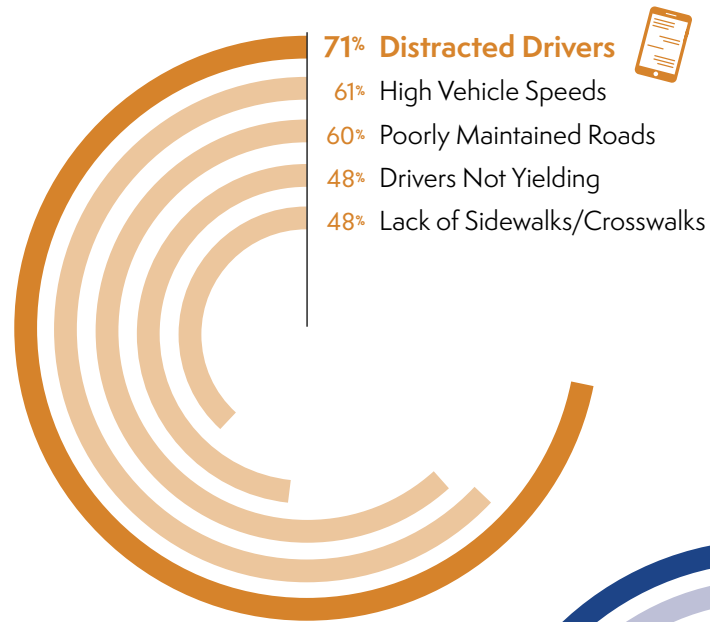 71% Distracted Drivers
61% High Vehicle Speeds
60% Poorly Maintained Roads
48% Drivers Not Yielding
48% Lack of Sidewalks/Crosswalks